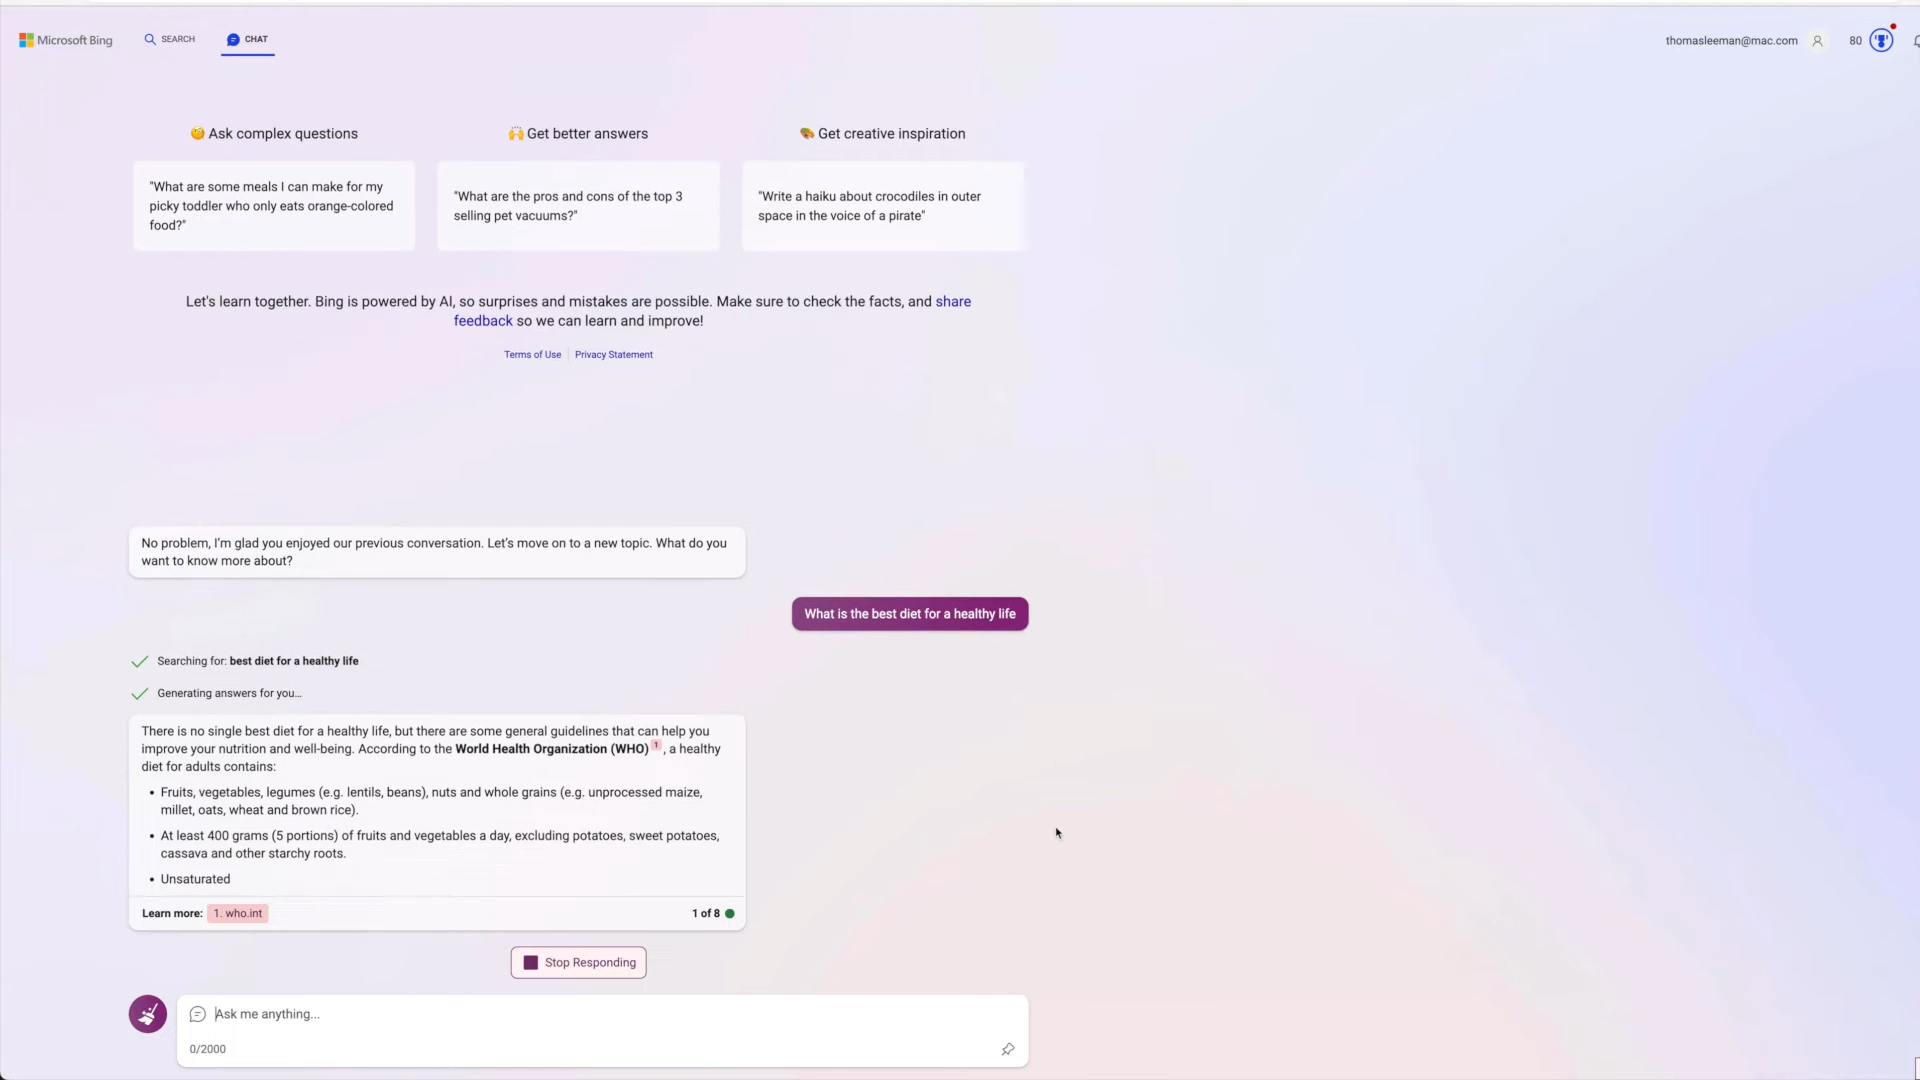 Microsoft Bing
SEARCH
CHAT
thomasleeman@mac.com
80
Ask complex questions
Get better answers
Get creative inspiration
"What are some meals I can make for my
picky toddler who only eats orange-colored
food?"
"What are the pros and cons of the top 3
selling pet vacuums?"
"Write a haiku about crocodiles in outer
space in the voice of a pirate"
Let's learn together. Bing is powered by AI, so surprises and mistakes are possible. Make sure to check the facts, and share
feedback so we can learn and improve!
Terms of Use
Privacy Statement
No problem, I'm glad you enjoyed our previous conversation. Let's move on to a new topic. What do you
want to know more about?
What is the best diet for a healthy life
Searching for: best diet for a healthy life
Generating answers for you...
There is no single best diet for a healthy life, but there are some general guidelines that can help you
improve your nutrition and well-being. According to the World Health Organization (WHO) 1 , a healthy
diet for adults contains:
• Fruits, vegetables, legumes (e.g. lentils, beans), nuts and whole grains (e.g. unprocessed maize,
millet, oats, wheat and brown rice).
• At least 400 grams (5 portions) of fruits and vegetables a day, excluding potatoes, sweet potatoes,
cassava and other starchy roots.
• Unsaturated
Learn more: 1. who.int
1 of 8
Stop Responding
Ask me anything...
0/2000